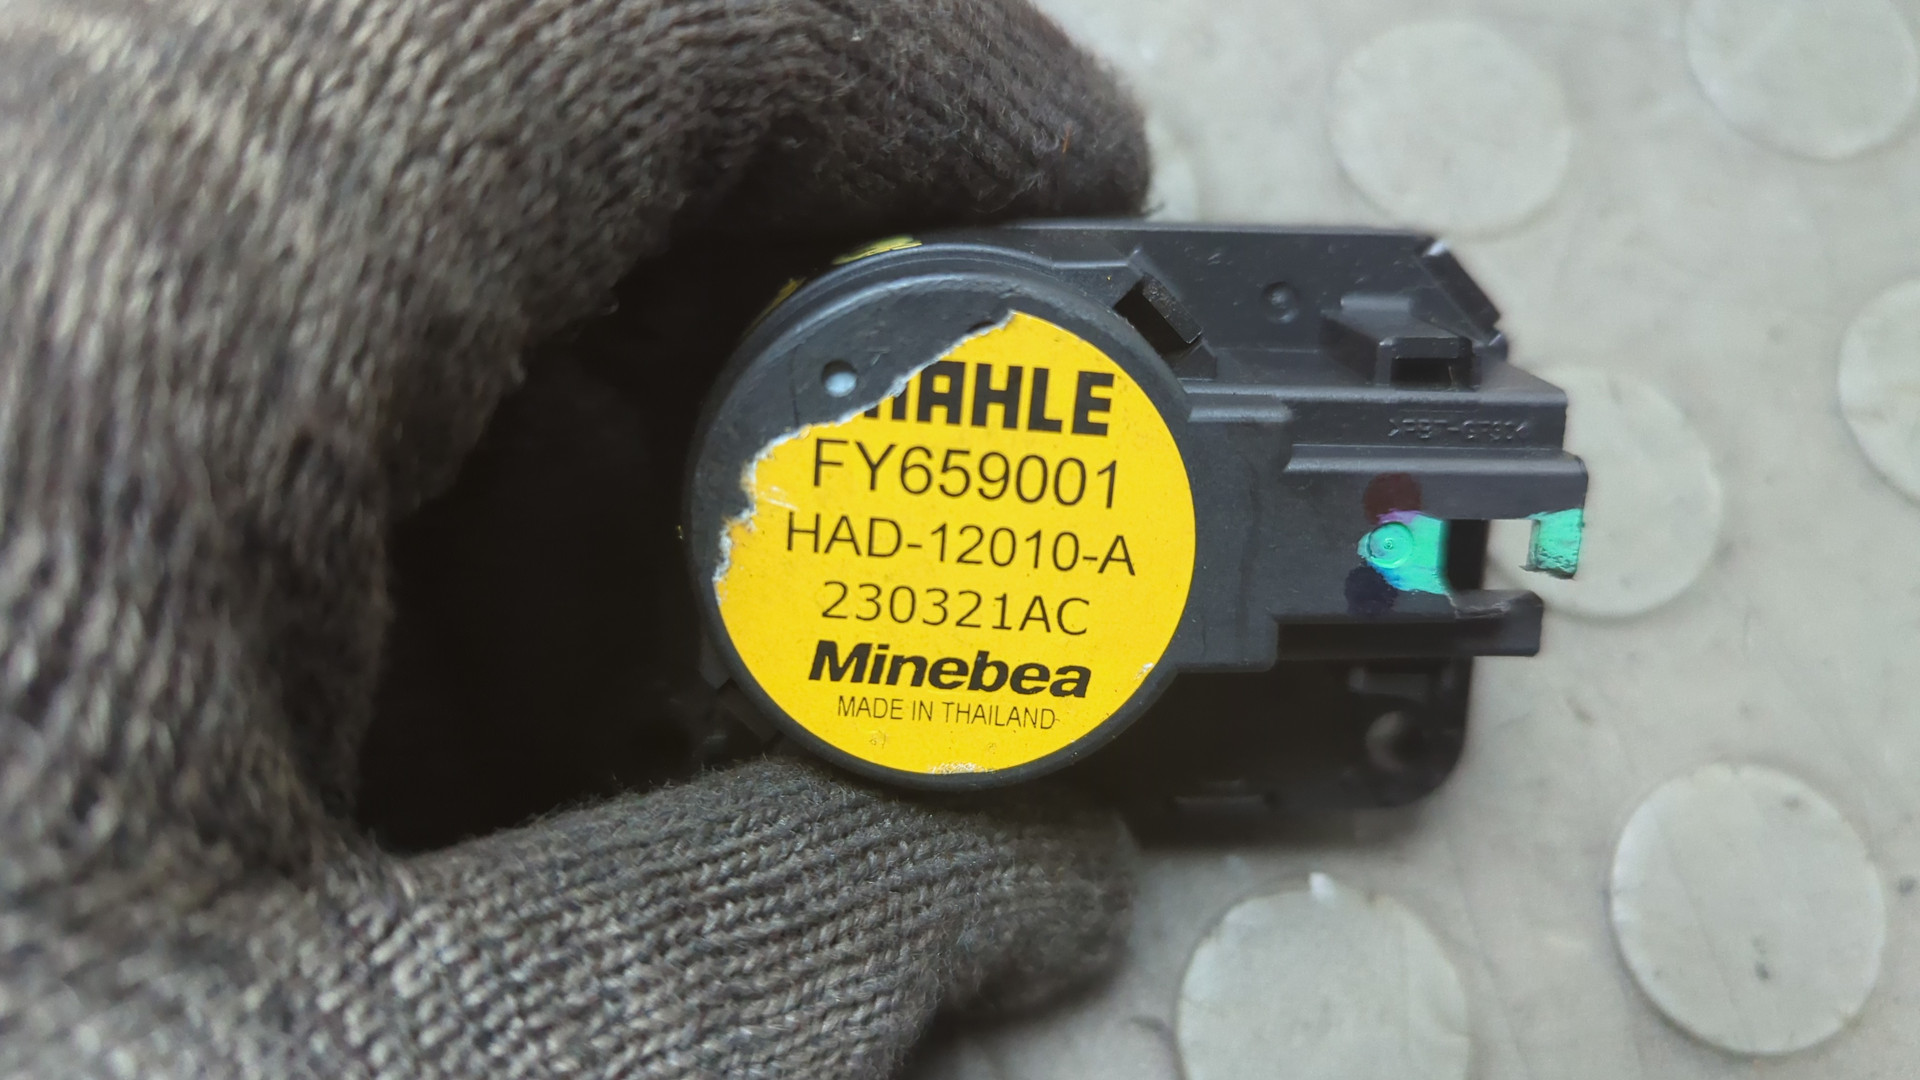 MAHLE
FY659001
HAD-12010-A
230321AC
Minebea
MADE IN THAILAND